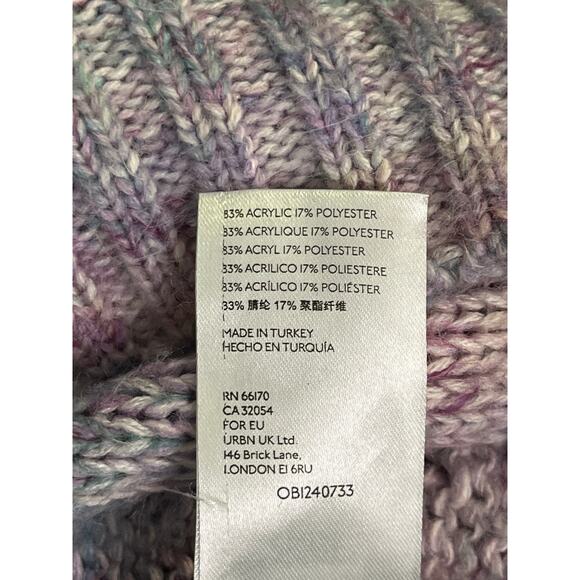 83% ACRYLIC 17% POLYESTER
83% ACRYLIQUE 17% POLYESTER
83% ACRYL 17% POLYESTER
83% ACRILICO 17% POLIESTERE
83% ACRÍLICO 17% POLIÉSTER
83% 腈纶 17% 聚酯纤维
MADE IN TURKEY
HECHO EN TURQUÍA
RN 66170
CA 32054
FOR EU
URBN UK Ltd.
146 Brick Lane,
LONDON E1 6RU
OB1240733